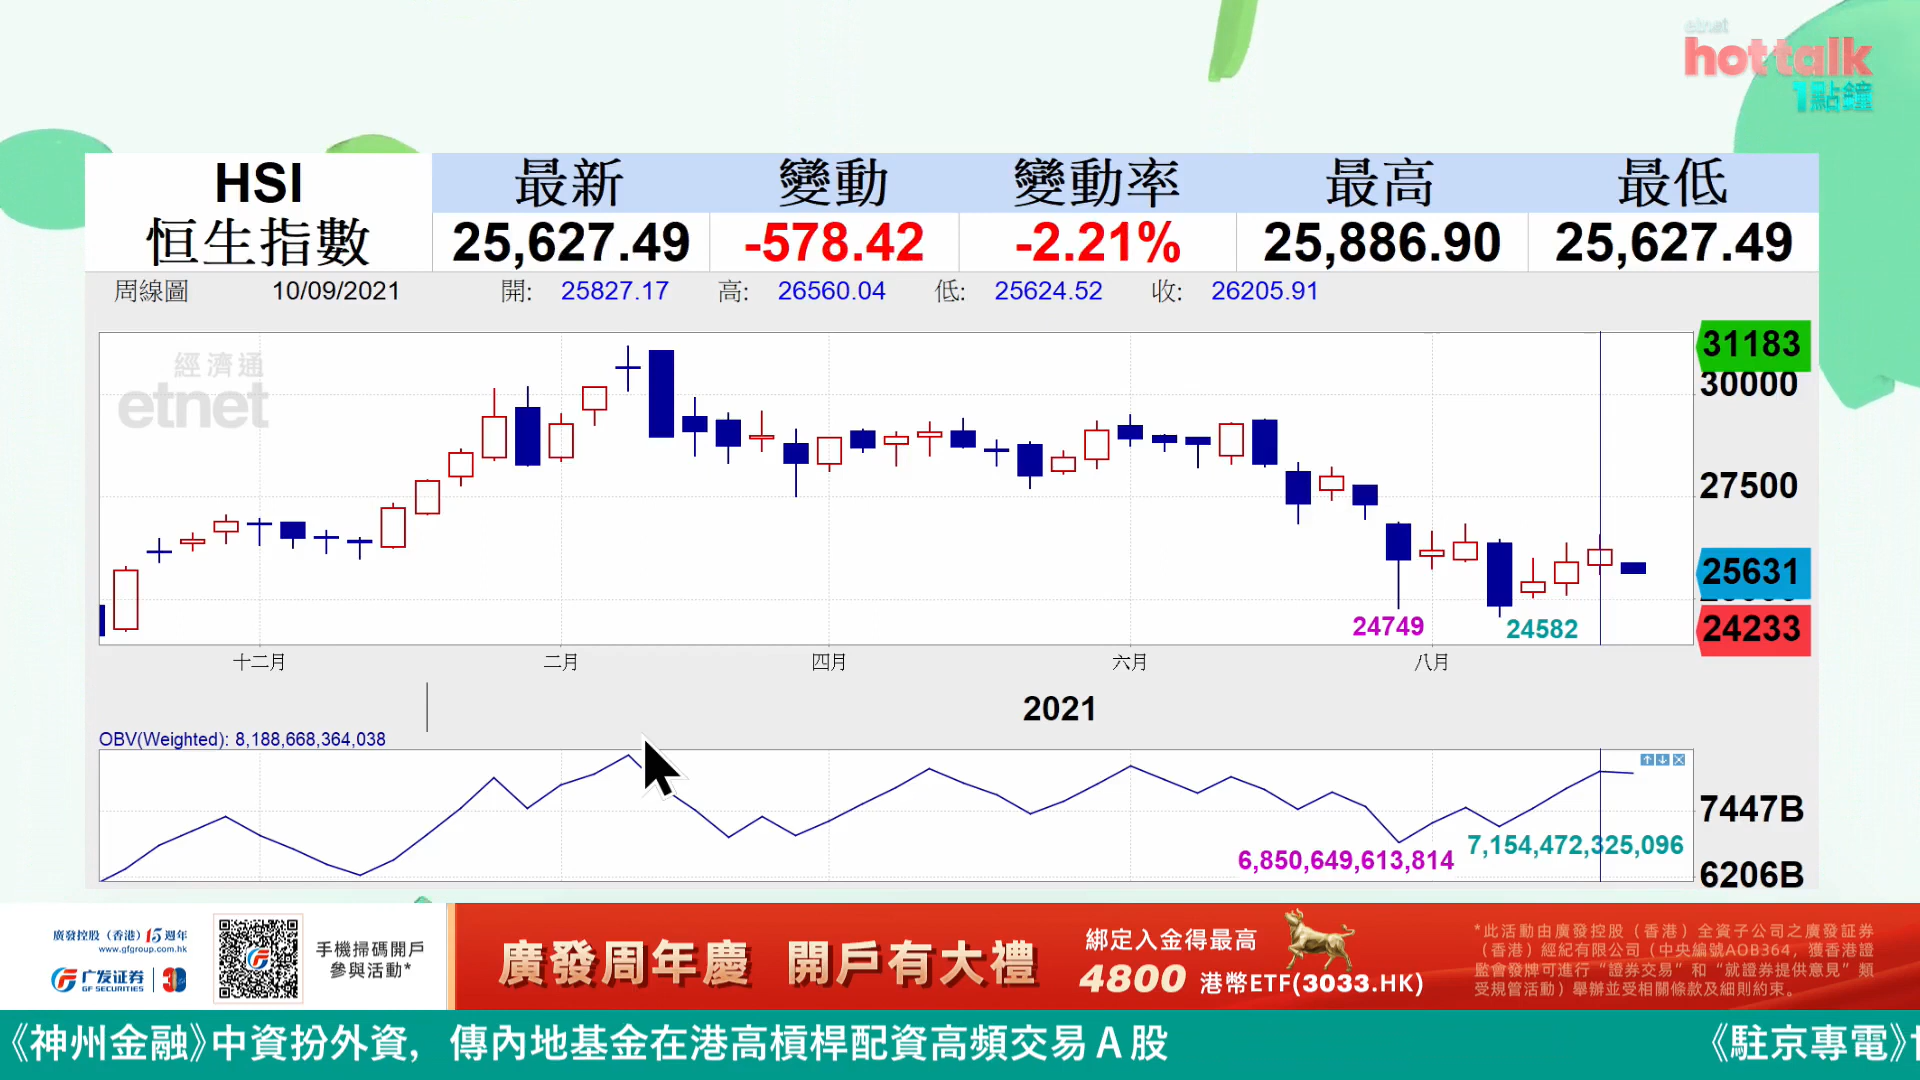 etnet
hottalk
1點鐘
HSI
恒生指數
最新 變動 變動率 最高 最低
25,627.49 -578.42 -2.21% 25,886.90 25,627.49
周線圖 10/09/2021 開: 25827.17 高: 26560.04 低: 25624.52 收: 26205.91
經濟通
etnet
31183
30000
27500
25631
24233
24749 24582
十二月 二月 四月 六月 八月
2021
OBV(Weighted): 8,188,668,364,038
7447B
6,850,649,613,814 7,154,472,325,096
6206B
廣發控股（香港）15週年
www.gfgroup.com.hk
广发证券
GF SECURITIES
30
手機掃碼開戶
參與活動*
廣發周年慶 開戶有大禮
綁定入金得最高
4800 港幣ETF(3033.HK)
*此活動由廣發控股（香港）全資子公司之廣發証券
（香港）經紀有限公司（中央編號AOB364，獲香港證
監會發牌可進行“證券交易”和“就證券提供意見”類
受規管活動）舉辦並受相關條款及細則約束。
《神州金融》中資扮外資，傳內地基金在港高槓桿配資高頻交易Ａ股 《駐京專電》